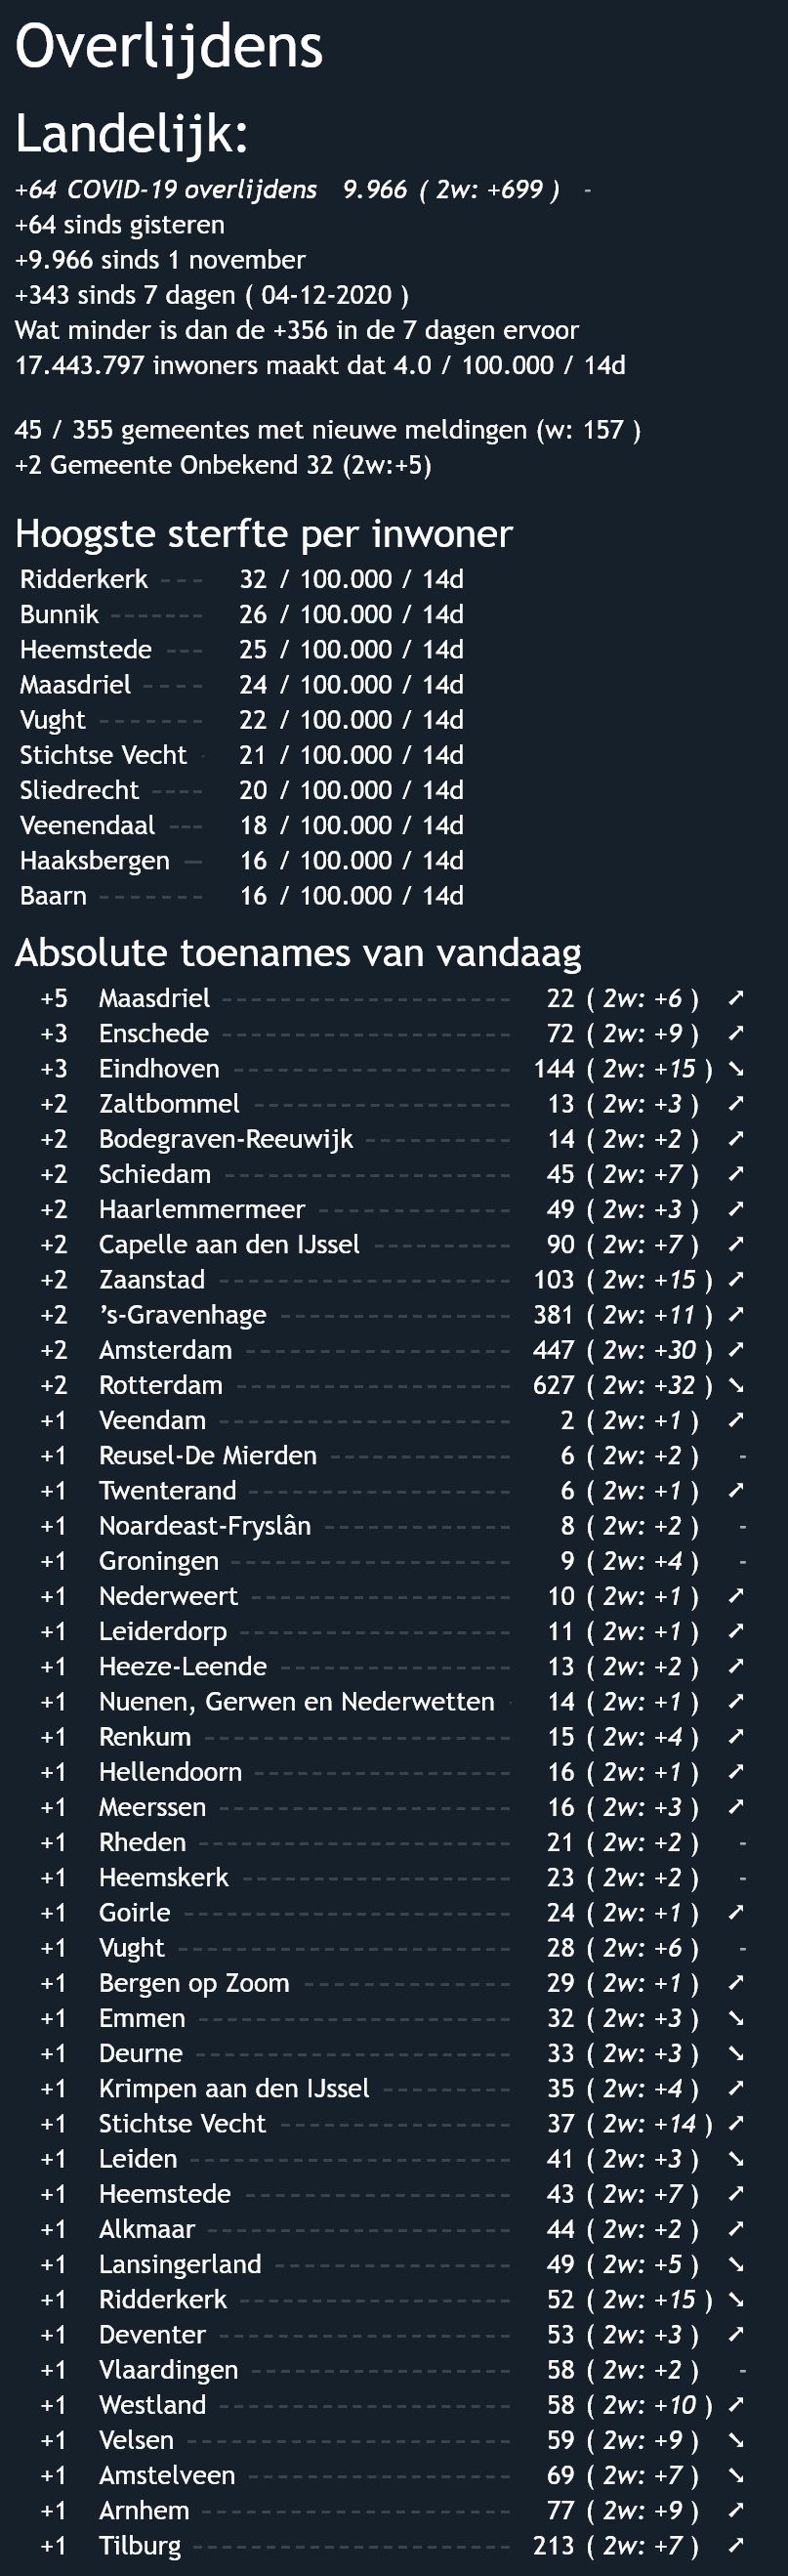 Overlijdens
Landelijk:
+64 COVID-19 overlijdens 9.966 ( 2w: +699 ) -
+64 sinds gisteren
+9.966 sinds 1 november
+343 sinds 7 dagen ( 04-12-2020 )
Wat minder is dan de +356 in de 7 dagen ervoor
17.443.797 inwoners maakt dat 4.0 / 100.000 / 14d
45 / 355 gemeentes met nieuwe meldingen (w: 157 )
+2 Gemeente Onbekend 32 (2w:+5)
Hoogste sterfte per inwoner
Ridderkerk --- 32 / 100.000 / 14d
Bunnik ------- 26 / 100.000 / 14d
Heemstede --- 25 / 100.000 / 14d
Maasdriel ---- 24 / 100.000 / 14d
Vught ------- 22 / 100.000 / 14d
Stichtse Vecht - 21 / 100.000 / 14d
Sliedrecht ---- 20 / 100.000 / 14d
Veenendaal --- 18 / 100.000 / 14d
Haaksbergen -- 16 / 100.000 / 14d
Baarn ------- 16 / 100.000 / 14d
Absolute toenames van vandaag
+5 Maasdriel 22 ( 2w: +6 ) ➚
+3 Enschede 72 ( 2w: +9 ) ➚
+3 Eindhoven 144 ( 2w: +15 ) ➘
+2 Zaltbommel 13 ( 2w: +3 ) ➚
+2 Bodegraven-Reeuwijk 14 ( 2w: +2 ) ➚
+2 Schiedam 45 ( 2w: +7 ) ➚
+2 Haarlemmermeer 49 ( 2w: +3 ) ➚
+2 Capelle aan den IJssel 90 ( 2w: +7 ) ➚
+2 Zaanstad 103 ( 2w: +15 ) ➚
+2 ’s-Gravenhage 381 ( 2w: +11 ) ➚
+2 Amsterdam 447 ( 2w: +30 ) ➚
+2 Rotterdam 627 ( 2w: +32 ) ➘
+1 Veendam 2 ( 2w: +1 ) ➚
+1 Reusel-De Mierden 6 ( 2w: +2 ) -
+1 Twenterand 6 ( 2w: +1 ) ➚
+1 Noardeast-Fryslân 8 ( 2w: +2 ) -
+1 Groningen 9 ( 2w: +4 ) -
+1 Nederweert 10 ( 2w: +1 ) ➚
+1 Leiderdorp 11 ( 2w: +1 ) ➚
+1 Heeze-Leende 13 ( 2w: +2 ) ➚
+1 Nuenen, Gerwen en Nederwetten 14 ( 2w: +1 ) ➚
+1 Renkum 15 ( 2w: +4 ) ➚
+1 Hellendoorn 16 ( 2w: +1 ) ➚
+1 Meerssen 16 ( 2w: +3 ) ➚
+1 Rheden 21 ( 2w: +2 ) -
+1 Heemskerk 23 ( 2w: +2 ) -
+1 Goirle 24 ( 2w: +1 ) ➚
+1 Vught 28 ( 2w: +6 ) -
+1 Bergen op Zoom 29 ( 2w: +1 ) ➚
+1 Emmen 32 ( 2w: +3 ) ➘
+1 Deurne 33 ( 2w: +3 ) ➘
+1 Krimpen aan den IJssel 35 ( 2w: +4 ) ➚
+1 Stichtse Vecht 37 ( 2w: +14 ) ➚
+1 Leiden 41 ( 2w: +3 ) ➘
+1 Heemstede 43 ( 2w: +7 ) ➚
+1 Alkmaar 44 ( 2w: +2 ) ➚
+1 Lansingerland 49 ( 2w: +5 ) ➘
+1 Ridderkerk 52 ( 2w: +15 ) ➘
+1 Deventer 53 ( 2w: +3 ) ➚
+1 Vlaardingen 58 ( 2w: +2 ) -
+1 Westland 58 ( 2w: +10 ) ➚
+1 Velsen 59 ( 2w: +9 ) ➘
+1 Amstelveen 69 ( 2w: +7 ) ➘
+1 Arnhem 77 ( 2w: +9 ) ➚
+1 Tilburg 213 ( 2w: +7 ) ➚